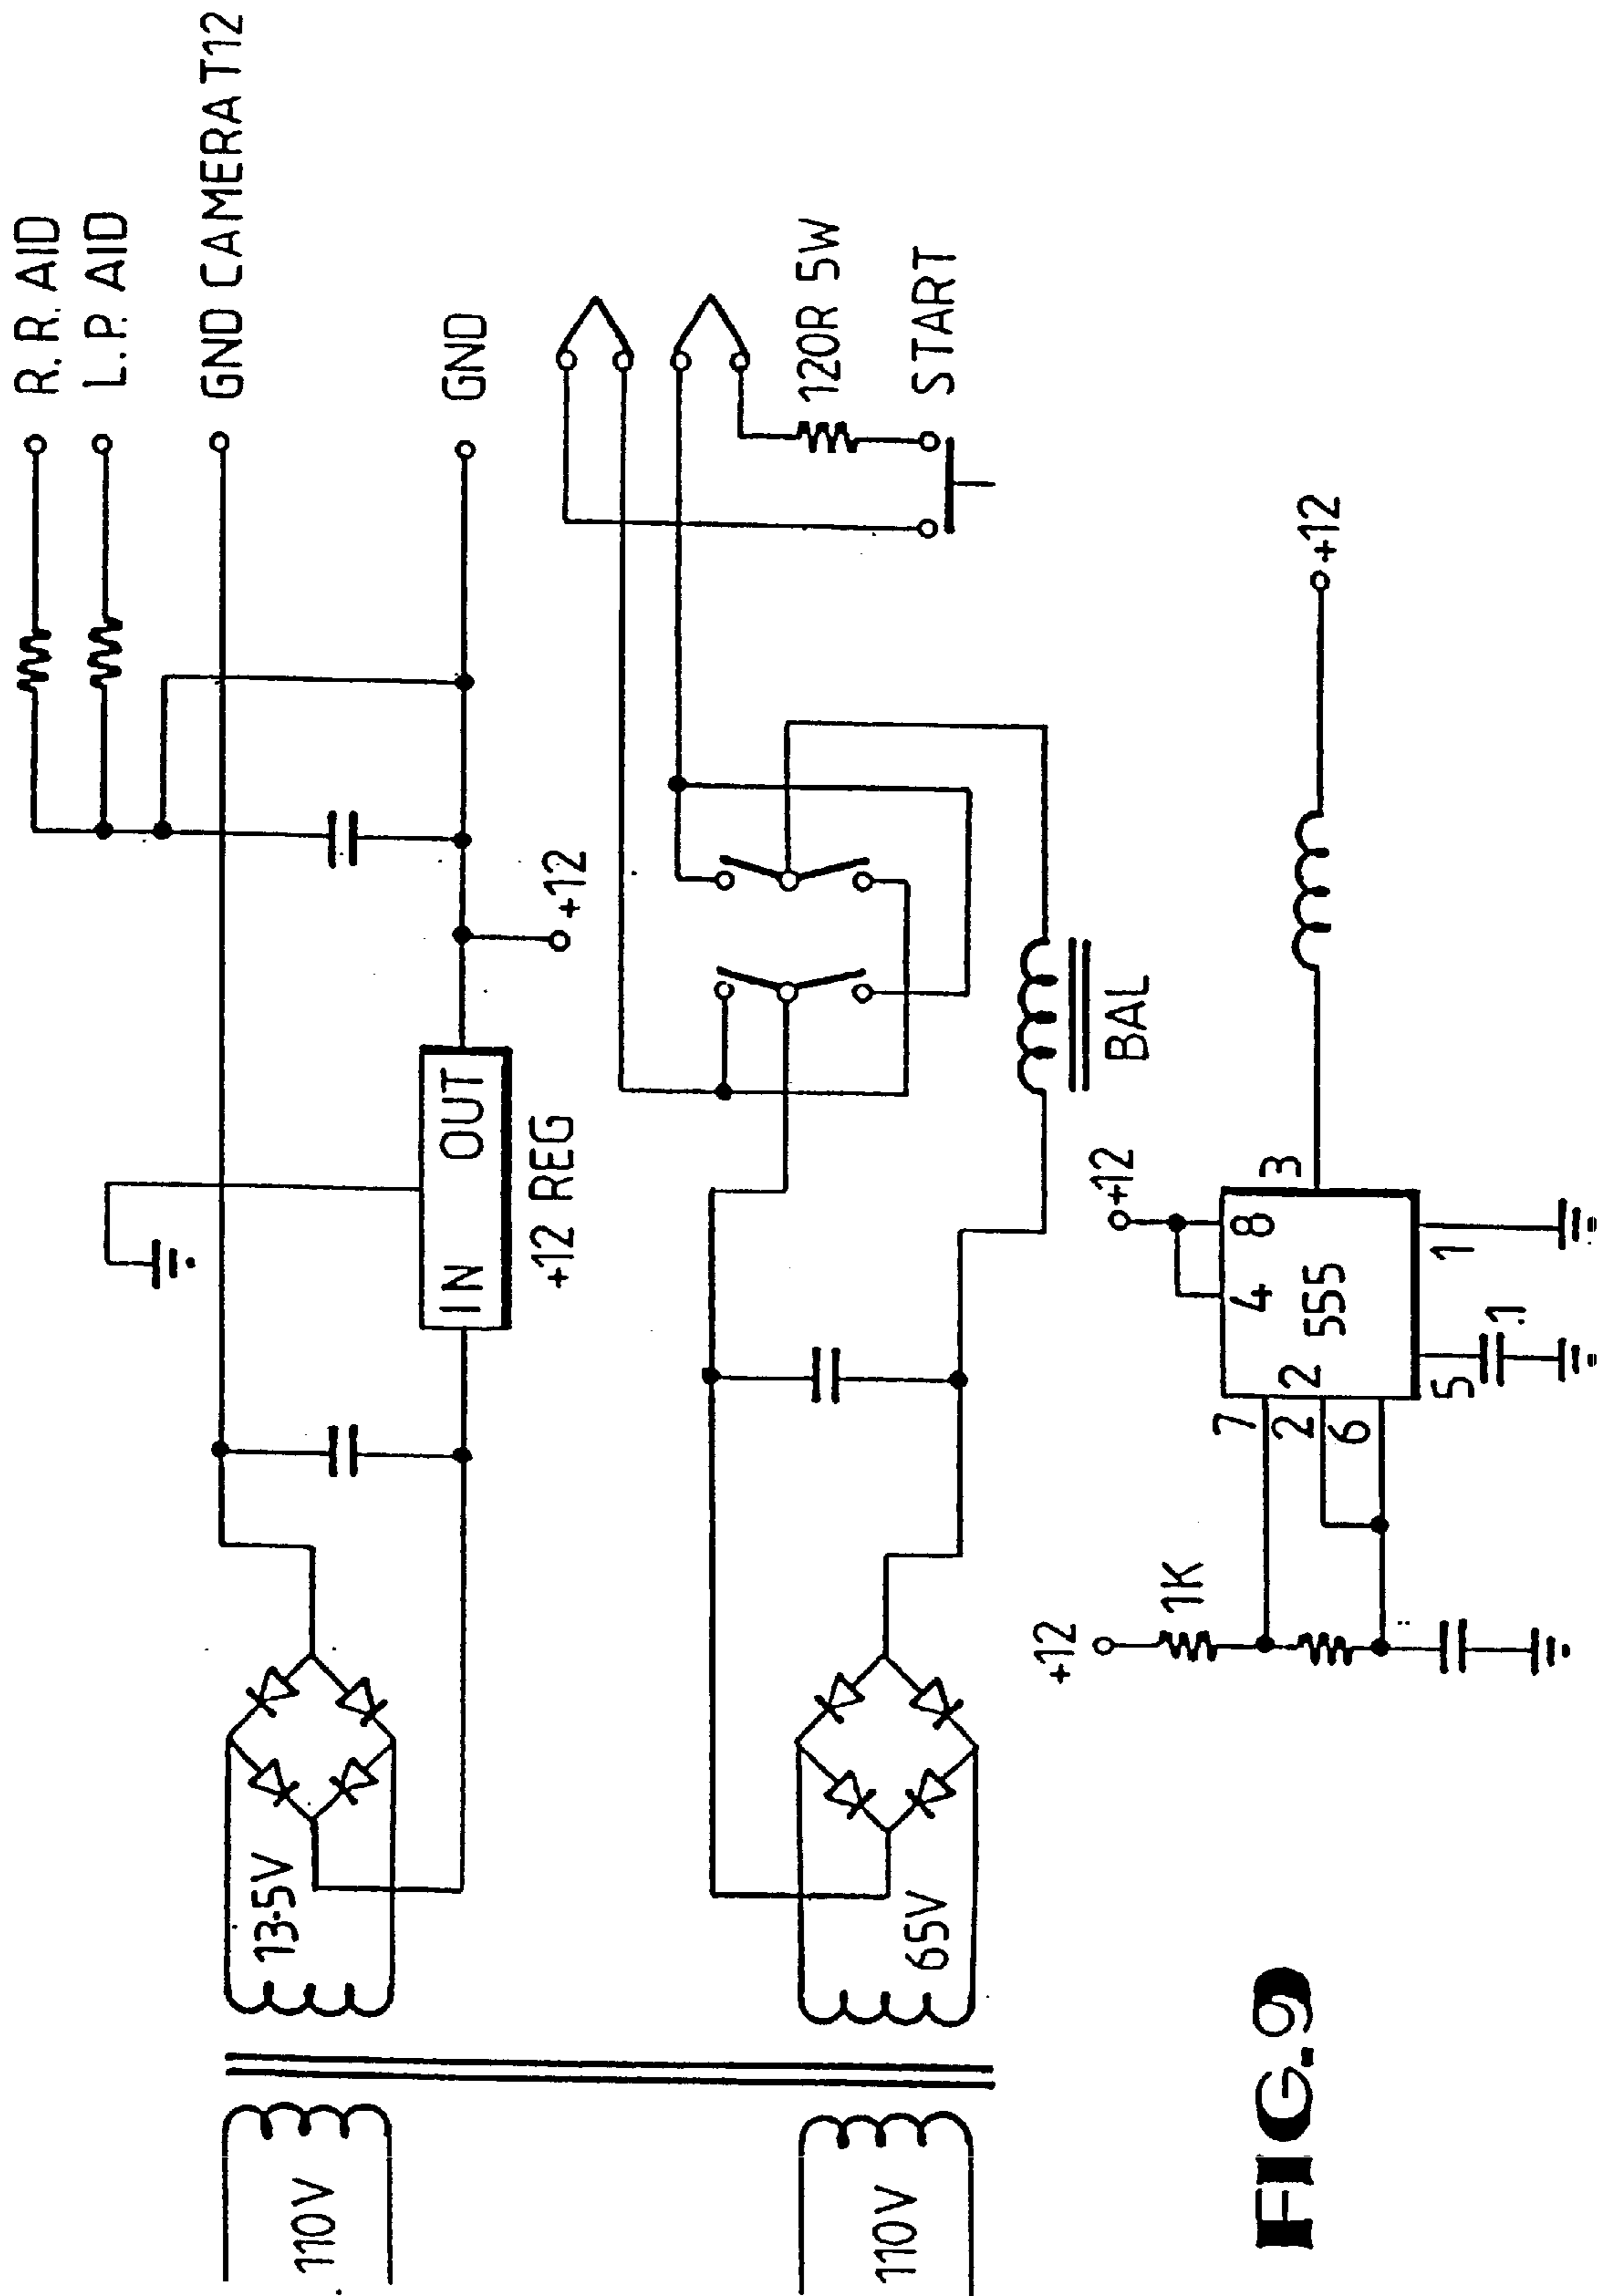 R.R. AID
L.P. AID
GND CAMERA T12
GND
110V
13·5V
IN OUT
+12 REG
+12
110V
65V
BAL
120R 5W
START
+12
1K
7
2
6
2
4 8
555
3
5
1
.1
+12
+12
FIG.9